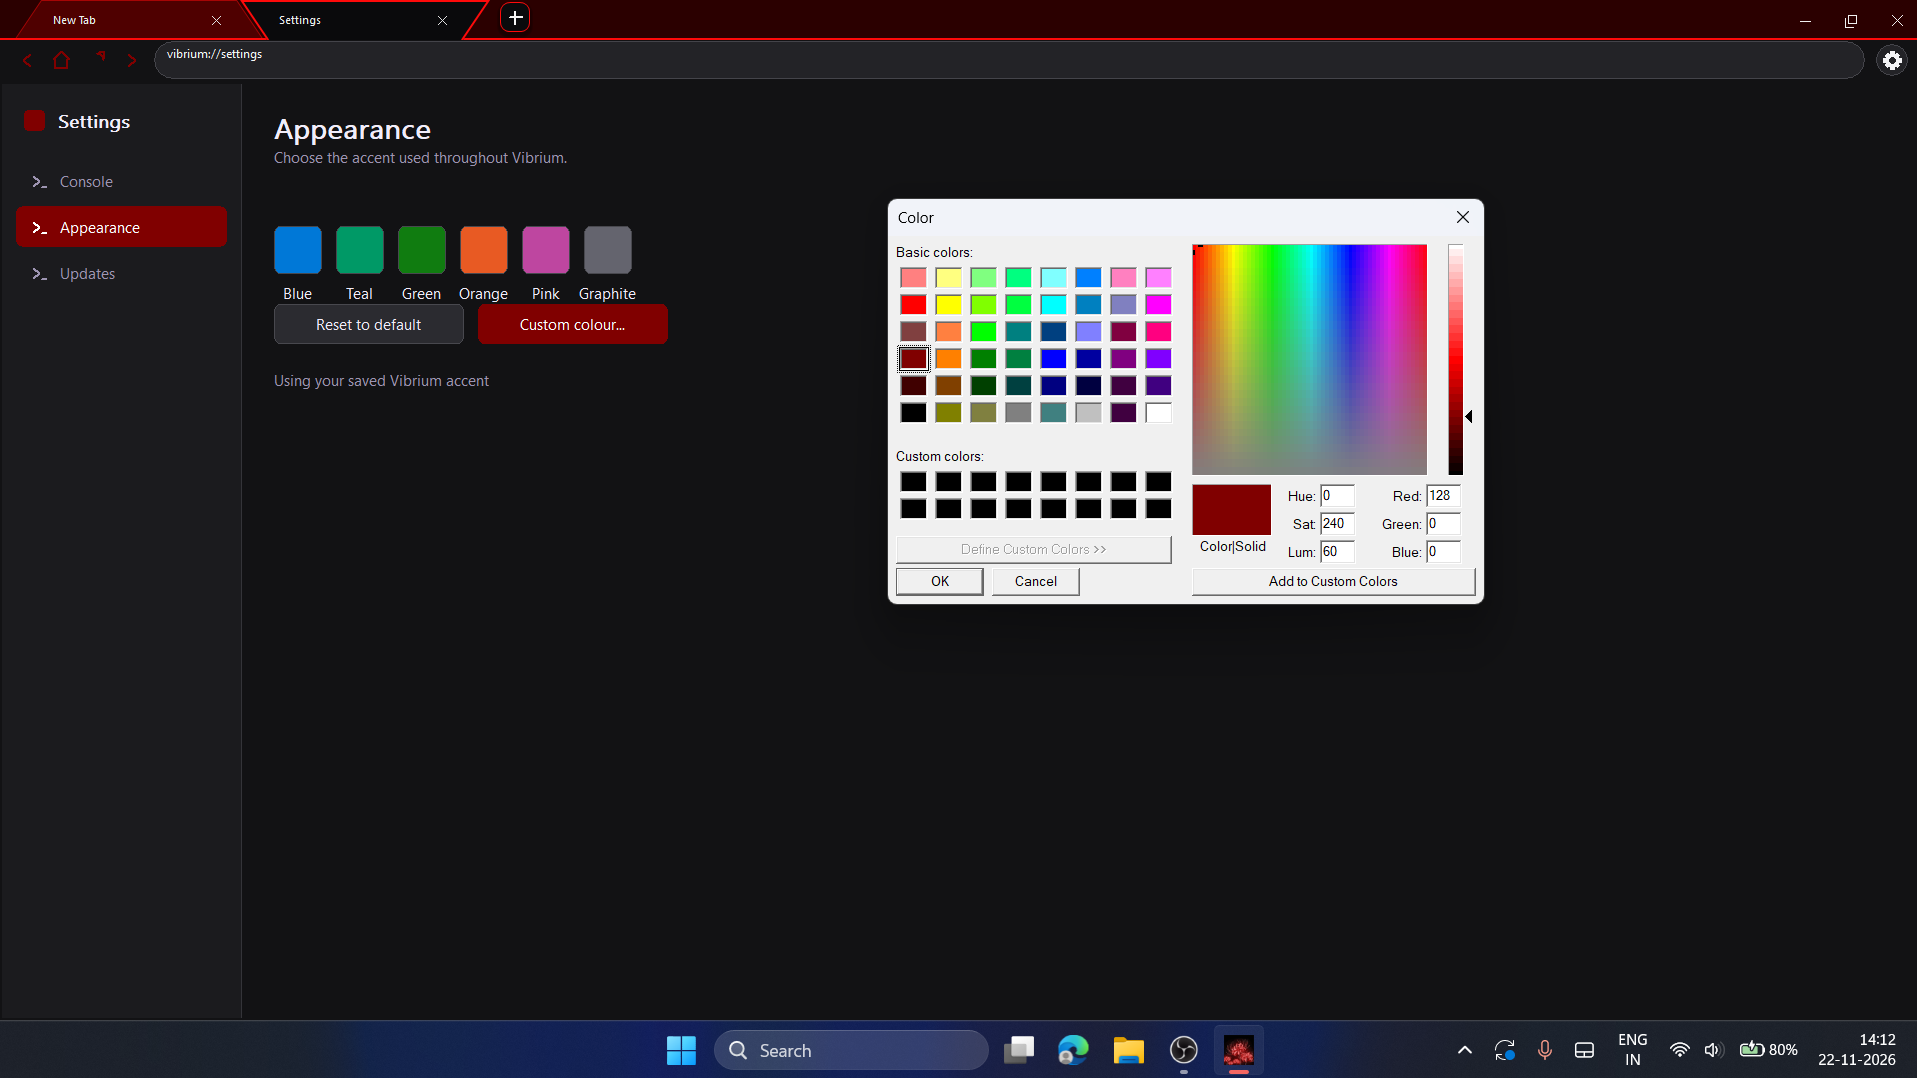 New Tab
Settings
vibrium://settings
Settings
Console
Appearance
Updates
Appearance
Choose the accent used throughout Vibrium.
Blue Teal Green Orange Pink Graphite
Reset to default Custom colour...
Using your saved Vibrium accent
Color
Basic colors:
Custom colors:
Define Custom Colors >>
OK Cancel
Color|Solid
Hue: 0 Red: 128
Sat: 240 Green: 0
Lum: 60 Blue: 0
Add to Custom Colors
Search
ENG
IN
80%
14:12
22-11-2026